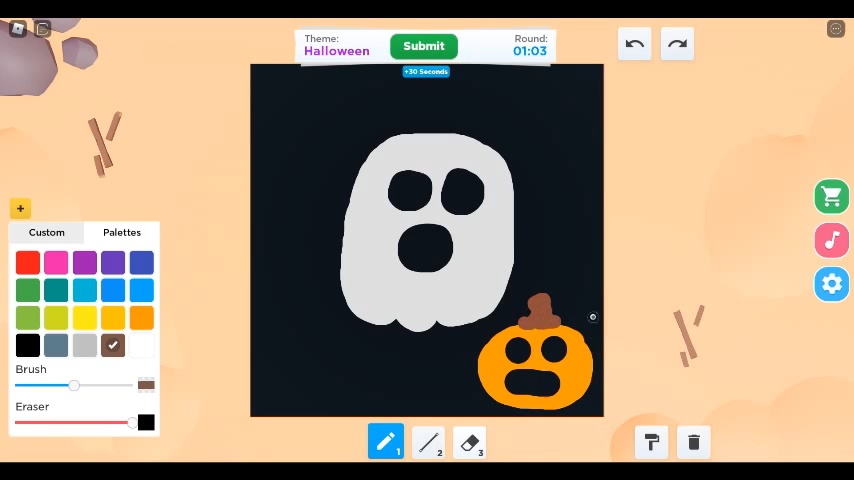 Theme:
Halloween
Submit
Round:
01:03
+30 Seconds
+
Custom
Palettes
Brush
Eraser
1
2
3